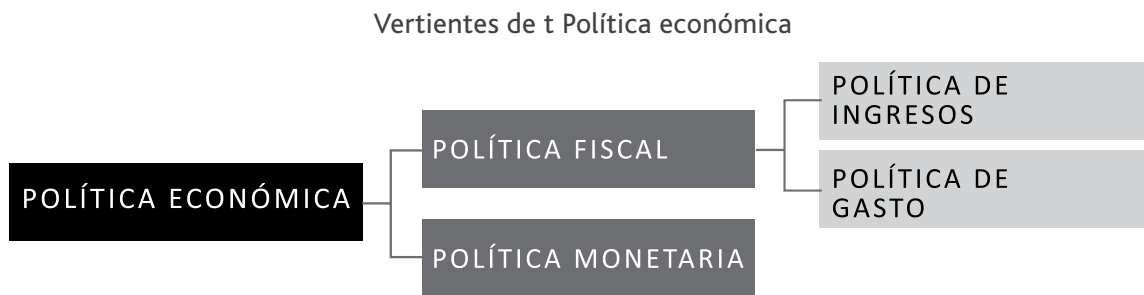 Vertientes de t Política económica
POLÍTICA ECONÓMICA
POLÍTICA FISCAL
POLÍTICA MONETARIA
POLÍTICA DE
INGRESOS
POLÍTICA DE
GASTO